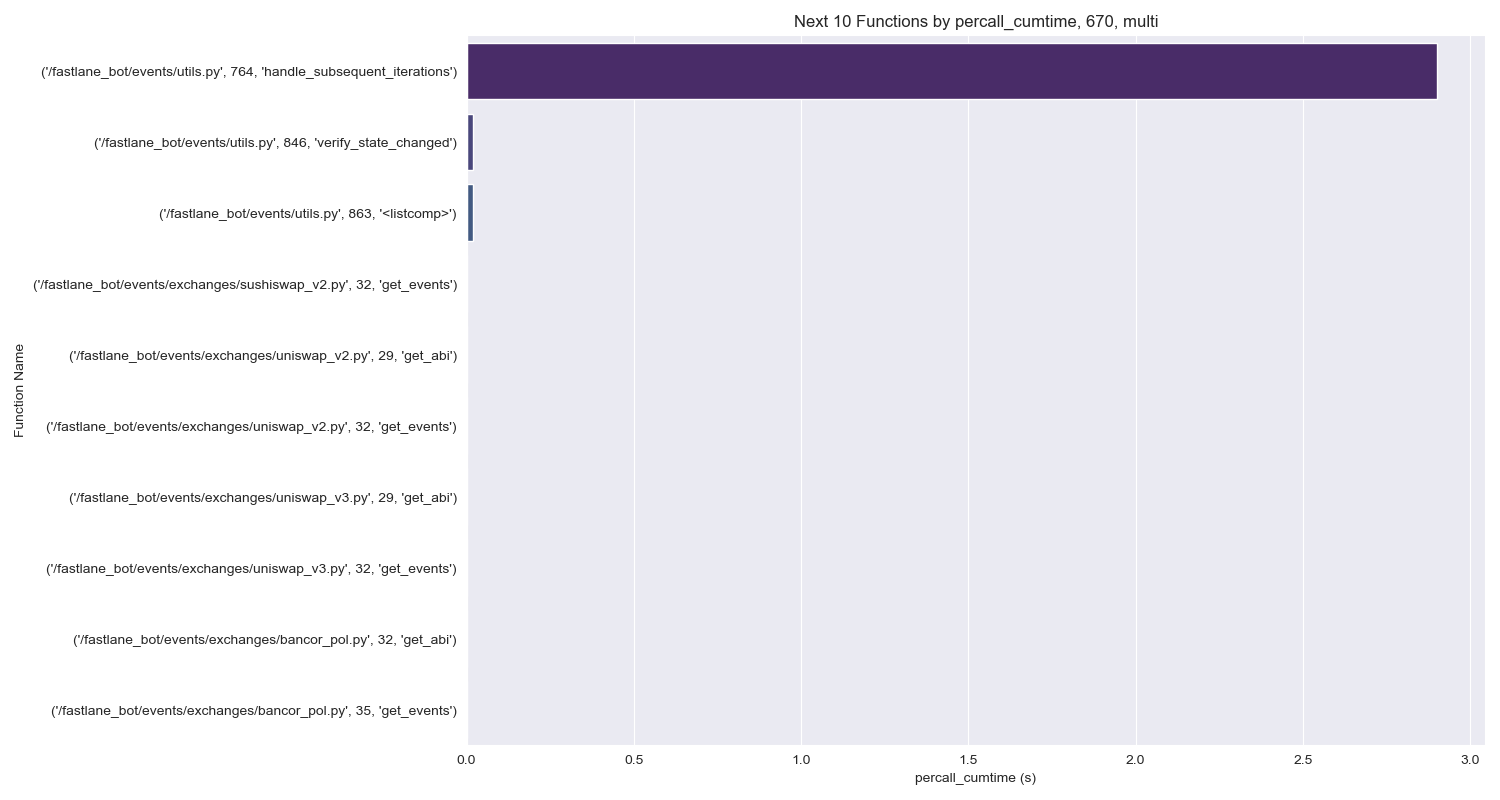 Next 10 Functions by percall_cumtime, 670, multi
('/fastlane_bot/events/utils.py', 764, 'handle_subsequent_iterations')
('/fastlane_bot/events/utils.py', 846, 'verify_state_changed')
('/fastlane_bot/events/utils.py', 863, '<listcomp>')
('/fastlane_bot/events/exchanges/sushiswap_v2.py', 32, 'get_events')
('/fastlane_bot/events/exchanges/uniswap_v2.py', 29, 'get_abi')
('/fastlane_bot/events/exchanges/uniswap_v2.py', 32, 'get_events')
('/fastlane_bot/events/exchanges/uniswap_v3.py', 29, 'get_abi')
('/fastlane_bot/events/exchanges/uniswap_v3.py', 32, 'get_events')
('/fastlane_bot/events/exchanges/bancor_pol.py', 32, 'get_abi')
('/fastlane_bot/events/exchanges/bancor_pol.py', 35, 'get_events')
Function Name
0.0 0.5 1.0 1.5 2.0 2.5 3.0
percall_cumtime (s)